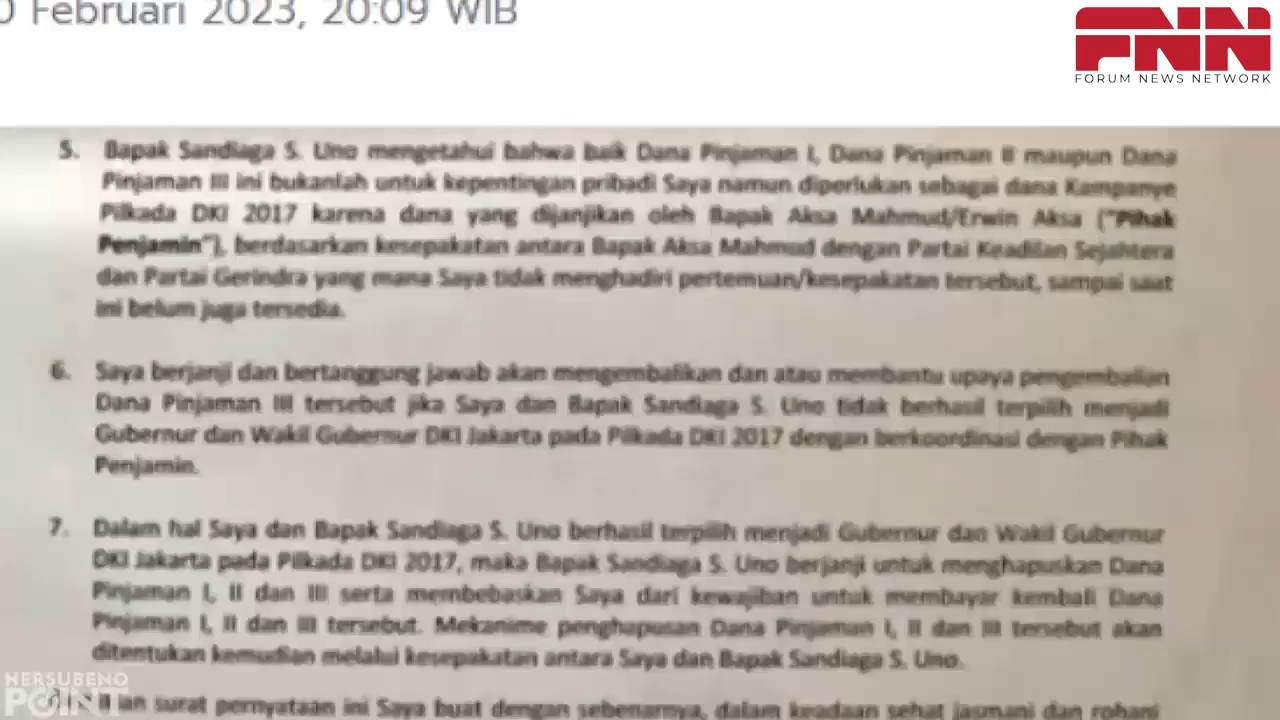 0 Februari 2023, 20:09 WIB
FNN
FORUM NEWS NETWORK
5. Bapak Sandiaga S. Uno mengetahui bahwa baik Dana Pinjaman I, Dana Pinjaman II maupun Dana
Pinjaman III ini bukanlah untuk kepentingan pribadi Saya namun diperlukan sebagai dana Kampanye
Pilkada DKI 2017 karena dana yang dijanjikan oleh Bapak Aksa Mahmud/Erwin Aksa ("Pihak
Penjamin"), berdasarkan kesepakatan antara Bapak Aksa Mahmud dengan Partai Keadilan Sejahtera
dan Partai Gerindra yang mana Saya tidak menghadiri pertemuan/kesepakatan tersebut, sampai saat
ini belum juga tersedia.
6. Saya berjanji dan bertanggung jawab akan mengembalikan dan atau membantu upaya pengembalian
Dana Pinjaman III tersebut jika Saya dan Bapak Sandiaga S. Uno tidak berhasil terpilih menjadi
Gubernur dan Wakil Gubernur DKI Jakarta pada Pilkada DKI 2017 dengan berkoordinasi dengan Pihak
Penjamin.
7. Dalam hal Saya dan Bapak Sandiaga S. Uno berhasil terpilih menjadi Gubernur dan Wakil Gubernur
DKI Jakarta pada Pilkada DKI 2017, maka Bapak Sandiaga S. Uno berjanji untuk menghapuskan Dana
Pinjaman I, II dan III serta membebaskan Saya dari kewajiban untuk membayar kembali Dana
Pinjaman I, II dan III tersebut. Mekanime penghapusan Dana Pinjaman I, II dan III tersebut akan
ditentukan kemudian melalui kesepakatan antara Saya dan Bapak Sandiaga S. Uno.
surat pernyataan ini Saya buat dengan sebenarnya, dalam keadaan sehat jasmani dan rohani
HERSUBENO
POINT